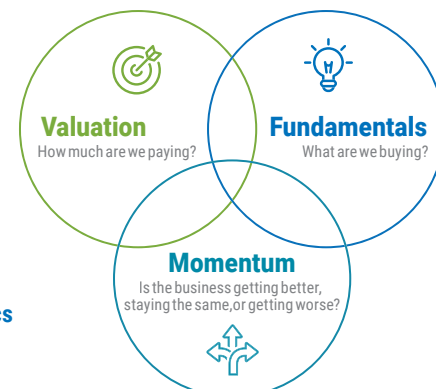 Valuation
How much are we paying?
Fundamentals
What are we buying?
Momentum
Is the business getting better,
staying the same, or getting worse?